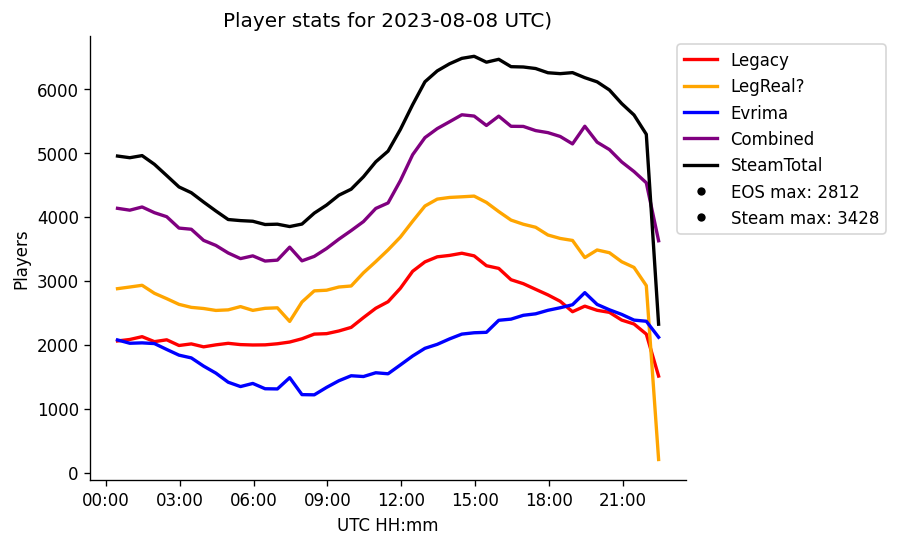 Player stats for 2023-08-08 UTC)
Legacy
LegReal?
Evrima
Combined
SteamTotal
EOS max: 2812
Steam max: 3428
Players
6000
5000
4000
3000
2000
1000
0
00:00 03:00 06:00 09:00 12:00 15:00 18:00 21:00
UTC HH:mm